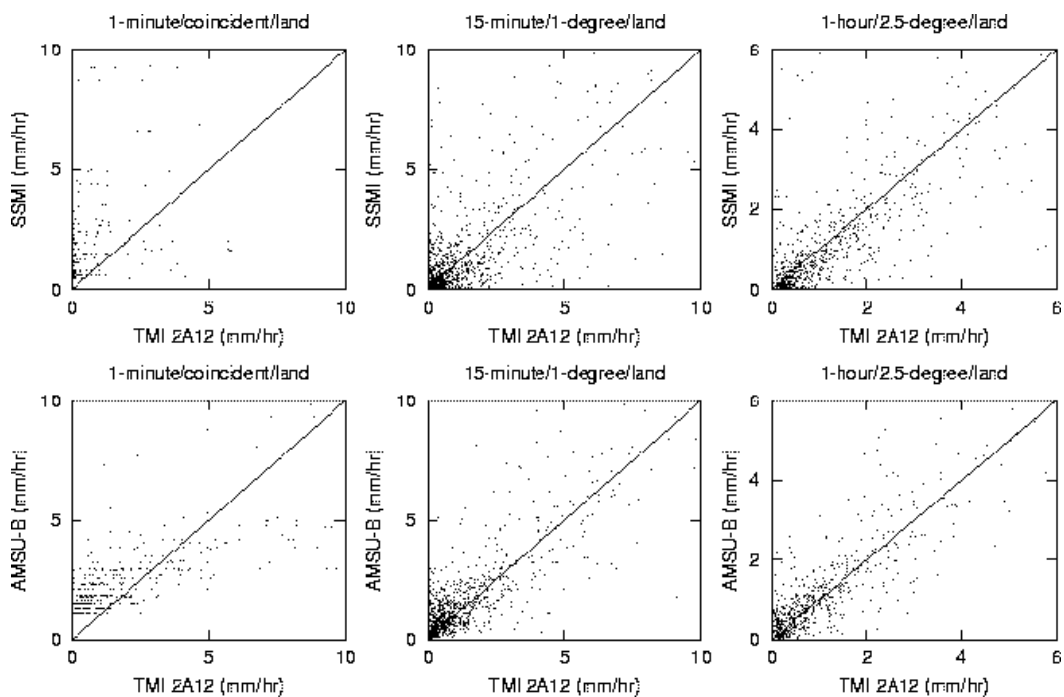 1-minute/coincident/land
15-minute/1-degree/land
1-hour/2.5-degree/land
10
5
0
SSMI (mm/hr)
0
5
10
TMI 2A12 (mm/hr)
10
5
0
SSMI (mm/hr)
0
5
10
TMI 2A12 (mm/hr)
6
4
2
0
SSMI (mm/hr)
0
2
4
6
TMI 2A12 (mm/hr)
1-minute/coincident/land
15-minute/1-degree/land
1-hour/2.5-degree/land
10
5
0
AMSU-B (mm/hr)
0
5
10
TMI 2A12 (mm/hr)
10
5
0
AMSU-B (mm/hr)
0
5
10
TMI 2A12 (mm/hr)
6
4
2
0
AMSU-B (mm/hr)
0
2
4
6
TMI 2A12 (mm/hr)